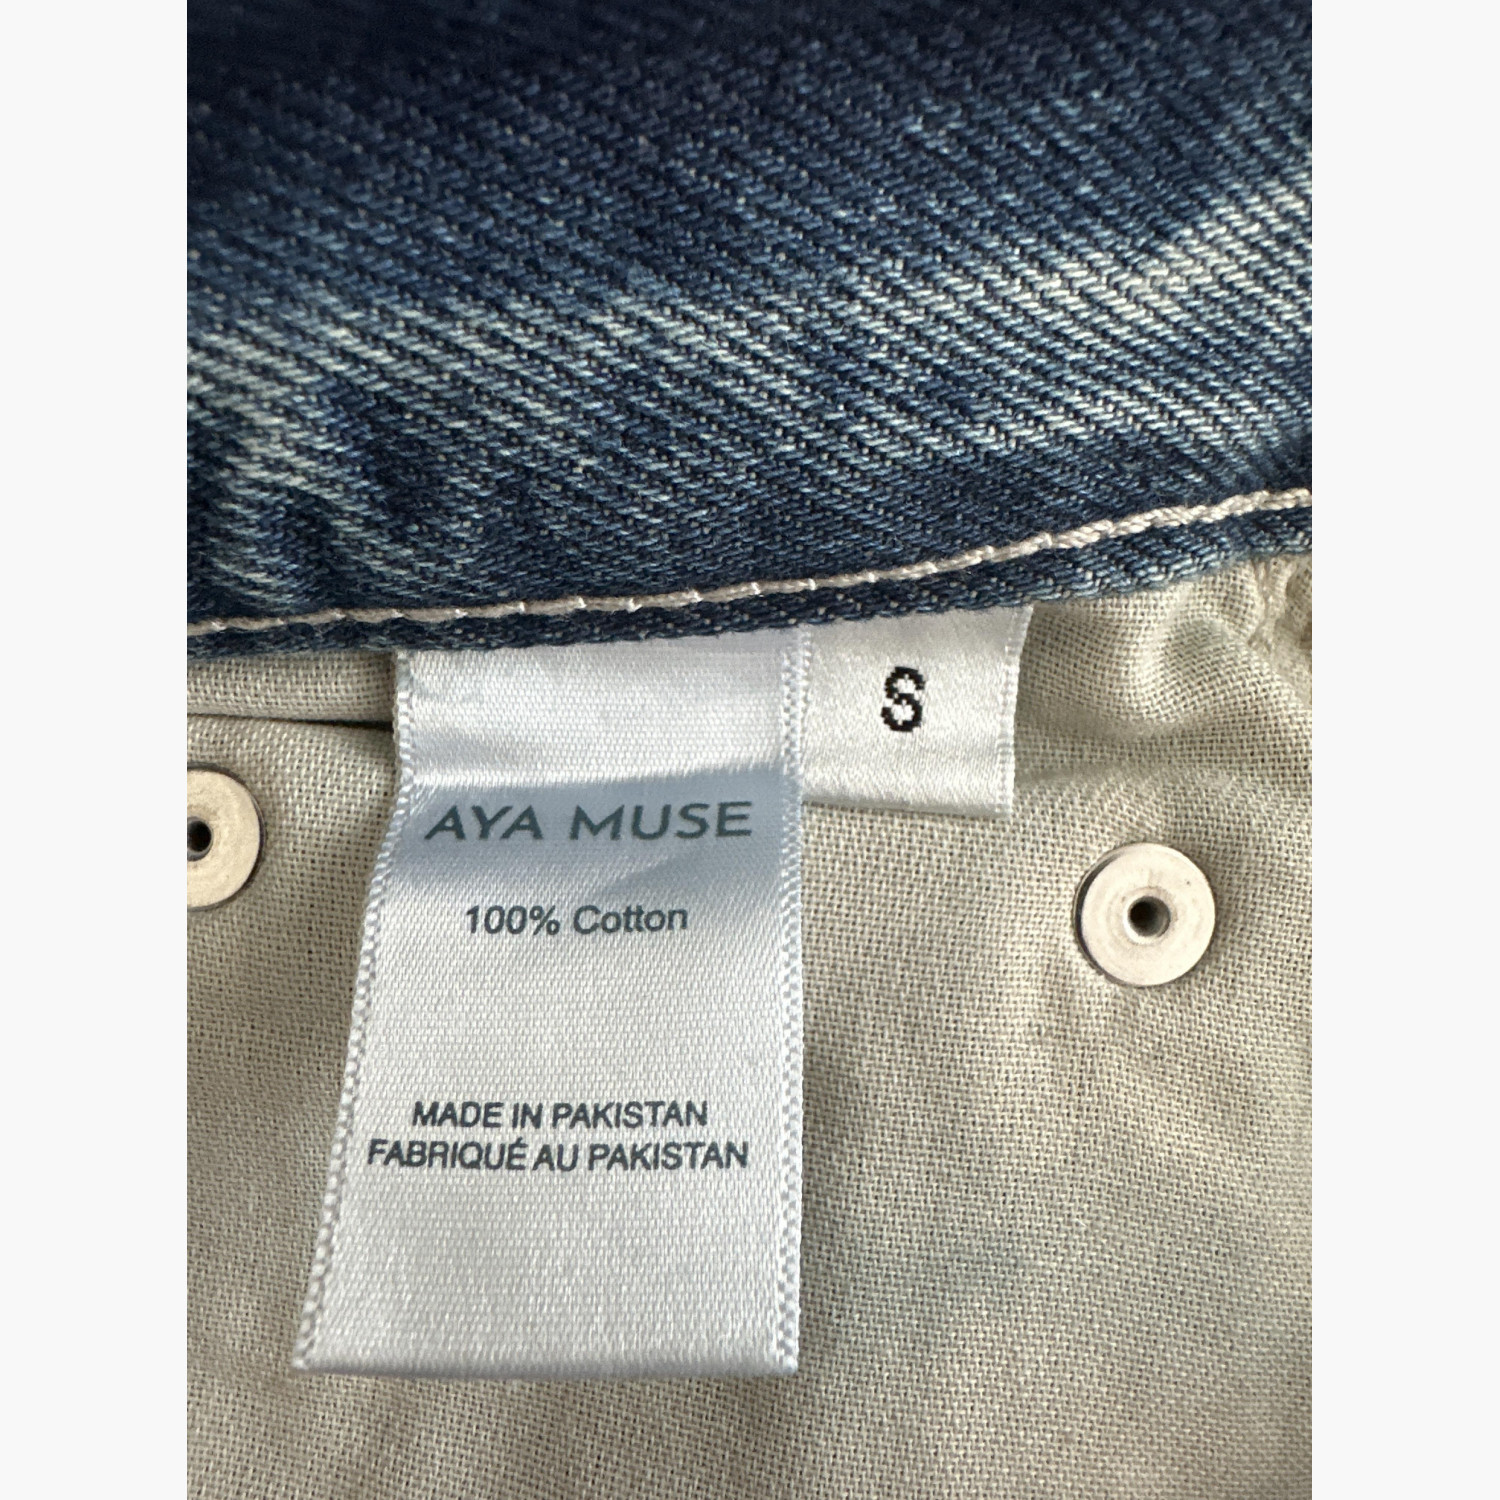 S
AYA MUSE
100% Cotton
MADE IN PAKISTAN
FABRIQUÉ AU PAKISTAN